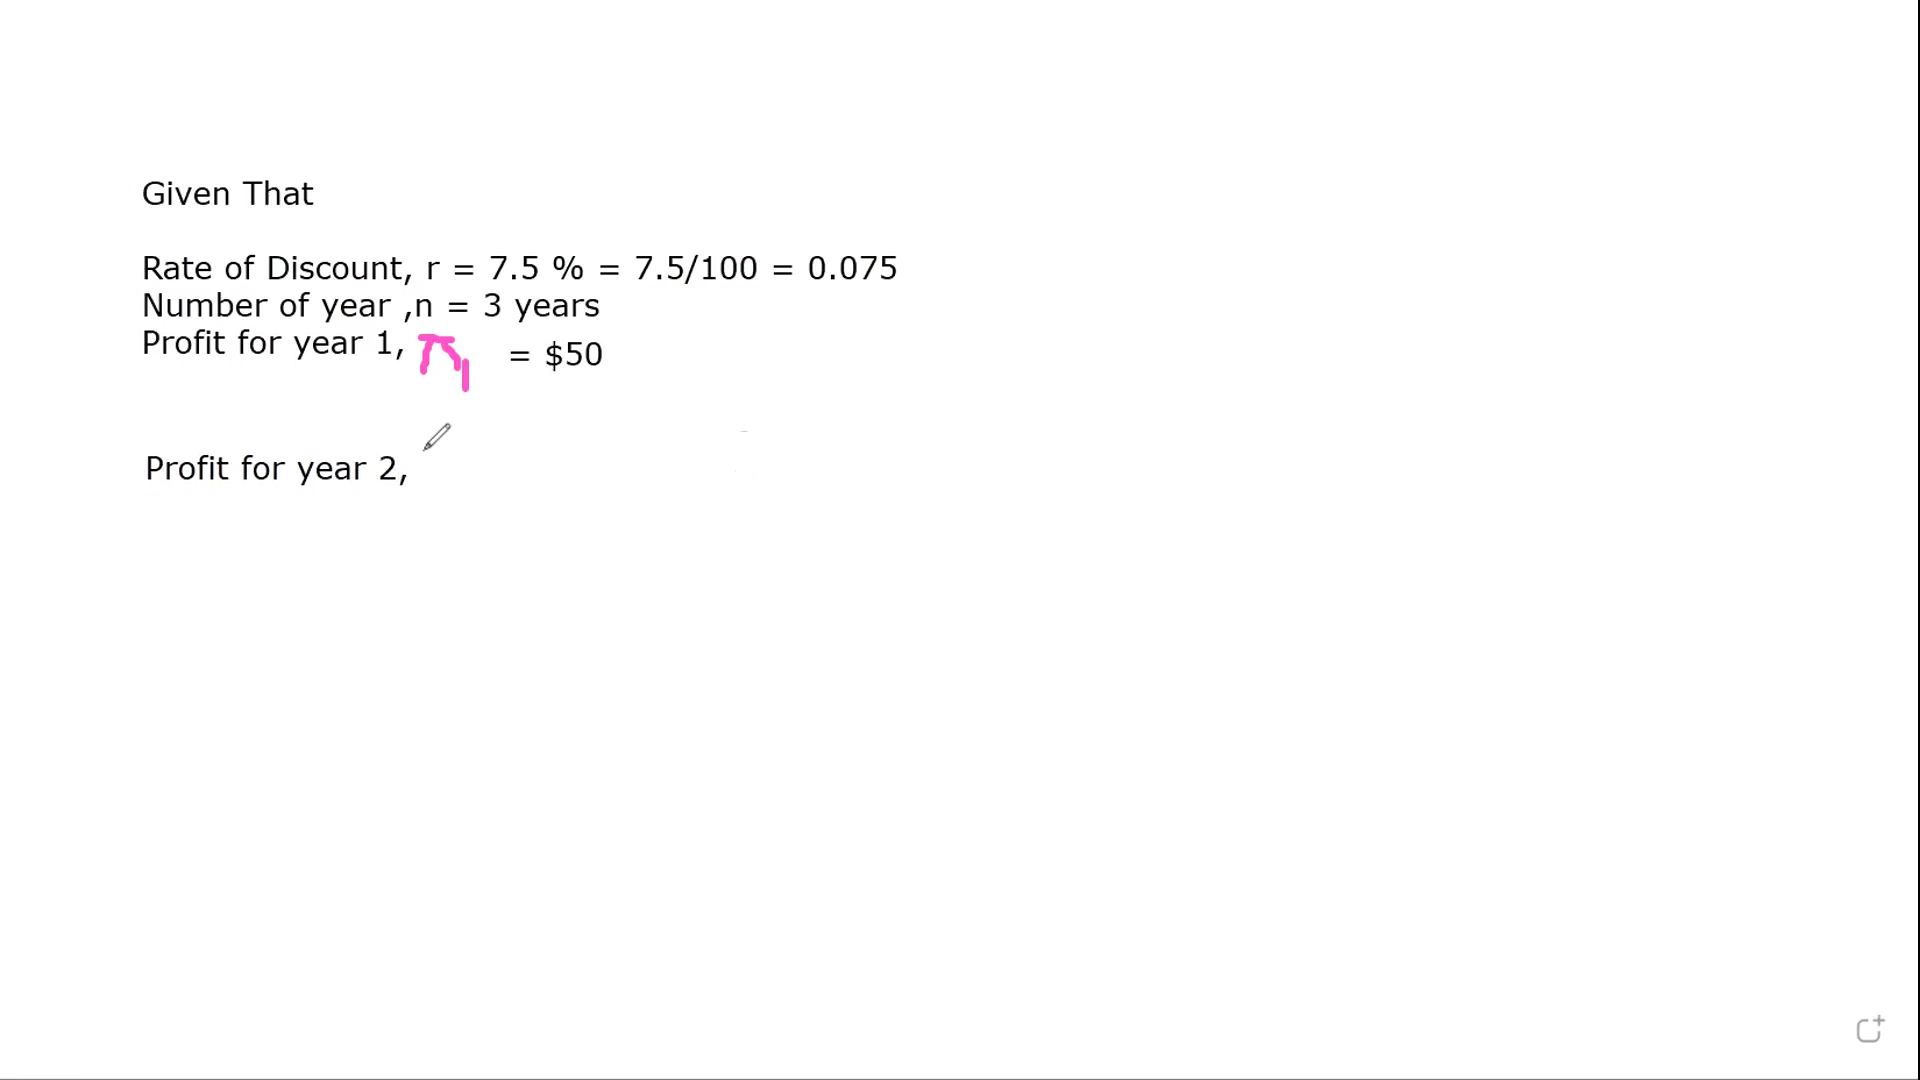 Given That
Rate of Discount, r = 7.5 % = 7.5/100 = 0.075
Number of year ,n = 3 years
Profit for year 1, π1 = $50
Profit for year 2,